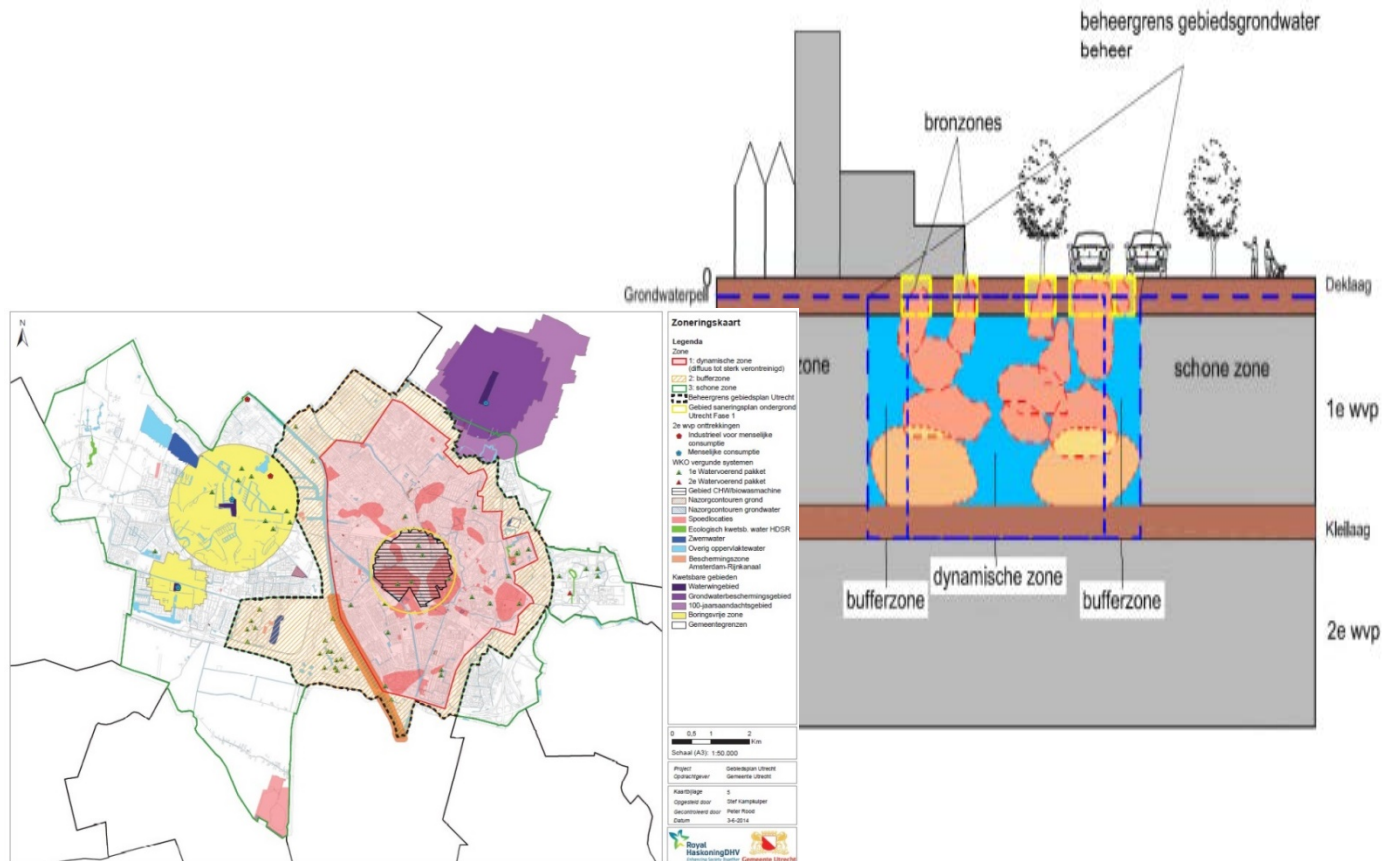 beheergrens gebiedsgrondwater
beheer
bronzones
0
Grondwaterpeil
Deklaag
zone
schone zone
1e wvp
Kleilaag
bufferzone
dynamische zone
bufferzone
2e wvp
N
Zoneringskaart
Legenda
Zone
1: dynamische zone
(diffuus tot sterk verontreinigd)
2: bufferzone
3: schone zone
Beheergrens gebiedsplan Utrecht
Gebied saneringsplan ondergrond
Utrecht Fase 1
2e wvp onttrekkingen
Industrieel voor menselijke
consumptie
Menselijke consumptie
WKO vergunde systemen
1e Watervoerend pakket
2e Watervoerend pakket
Gebied CHW/biowasmachine
Nazorgcontouren grond
Nazorgcontouren grondwater
Spoedlocaties
Ecologisch kwetsb. water HDSR
Zwemwater
Overig oppervlaktewater
Beschermingszone
Amsterdam-Rijnkanaal
Kwetsbare gebieden
Waterwingebied
Grondwaterbeschermingsgebied
100-jaarsaandachtsgebied
Boringsvrije zone
Gemeentegrenzen
0 0,5 1 2
Km
Schaal (A3): 1:50.000
Project Gebiedsplan Utrecht
Opdrachtgever Gemeente Utrecht
Kaartbijlage 5
Opgesteld door Stef Kampkuiper
Gecontroleerd door Peter Rood
Datum 3-6-2014
Royal
HaskoningDHV
Enhancing Society Together
Gemeente Utrecht